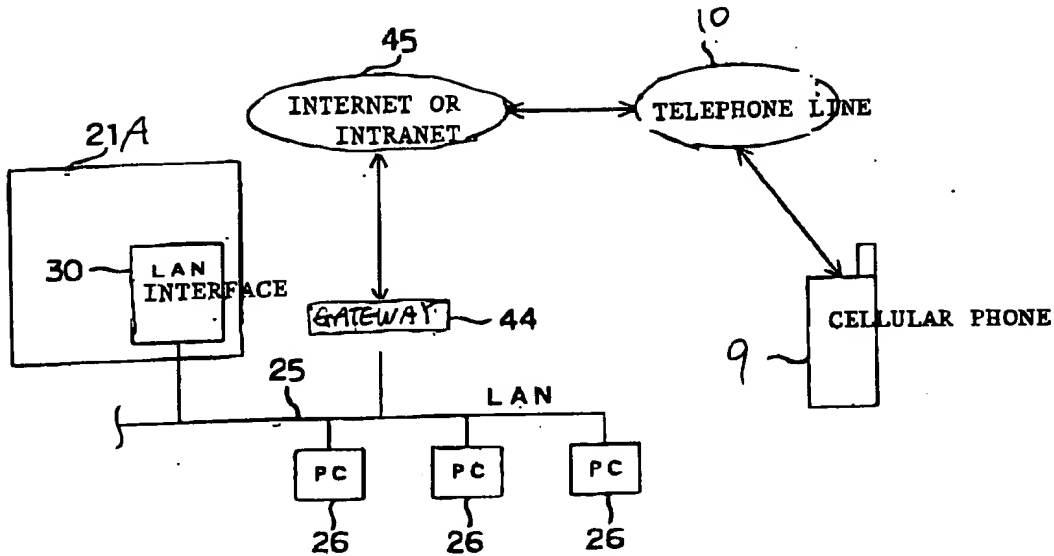 45
10
INTERNET OR
INTRANET
TELEPHONE LINE
21A
30
LAN
INTERFACE
GATEWAY
44
CELLULAR PHONE
9
25
LAN
PC
PC
PC
26
26
26